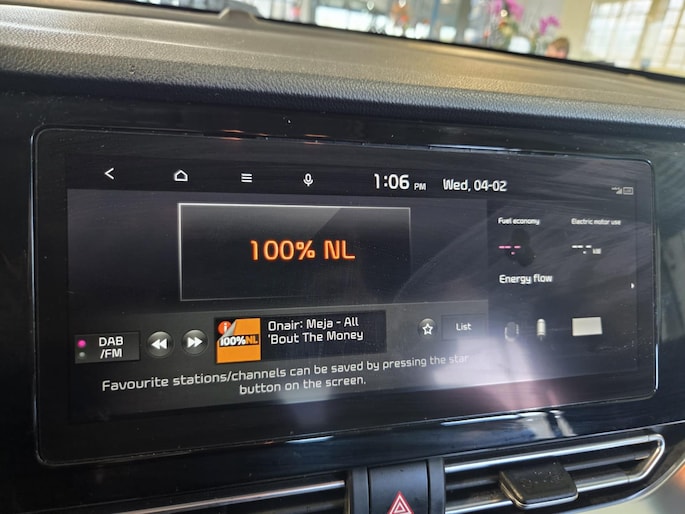 1:06 PM Wed, 04-02
100% NL
Fuel economy
Electric motor use
---
--- kW
Energy flow
DAB
/FM
100%NL
Onair: Meja - All
'Bout The Money
List
Favourite stations/channels can be saved by pressing the star
button on the screen.